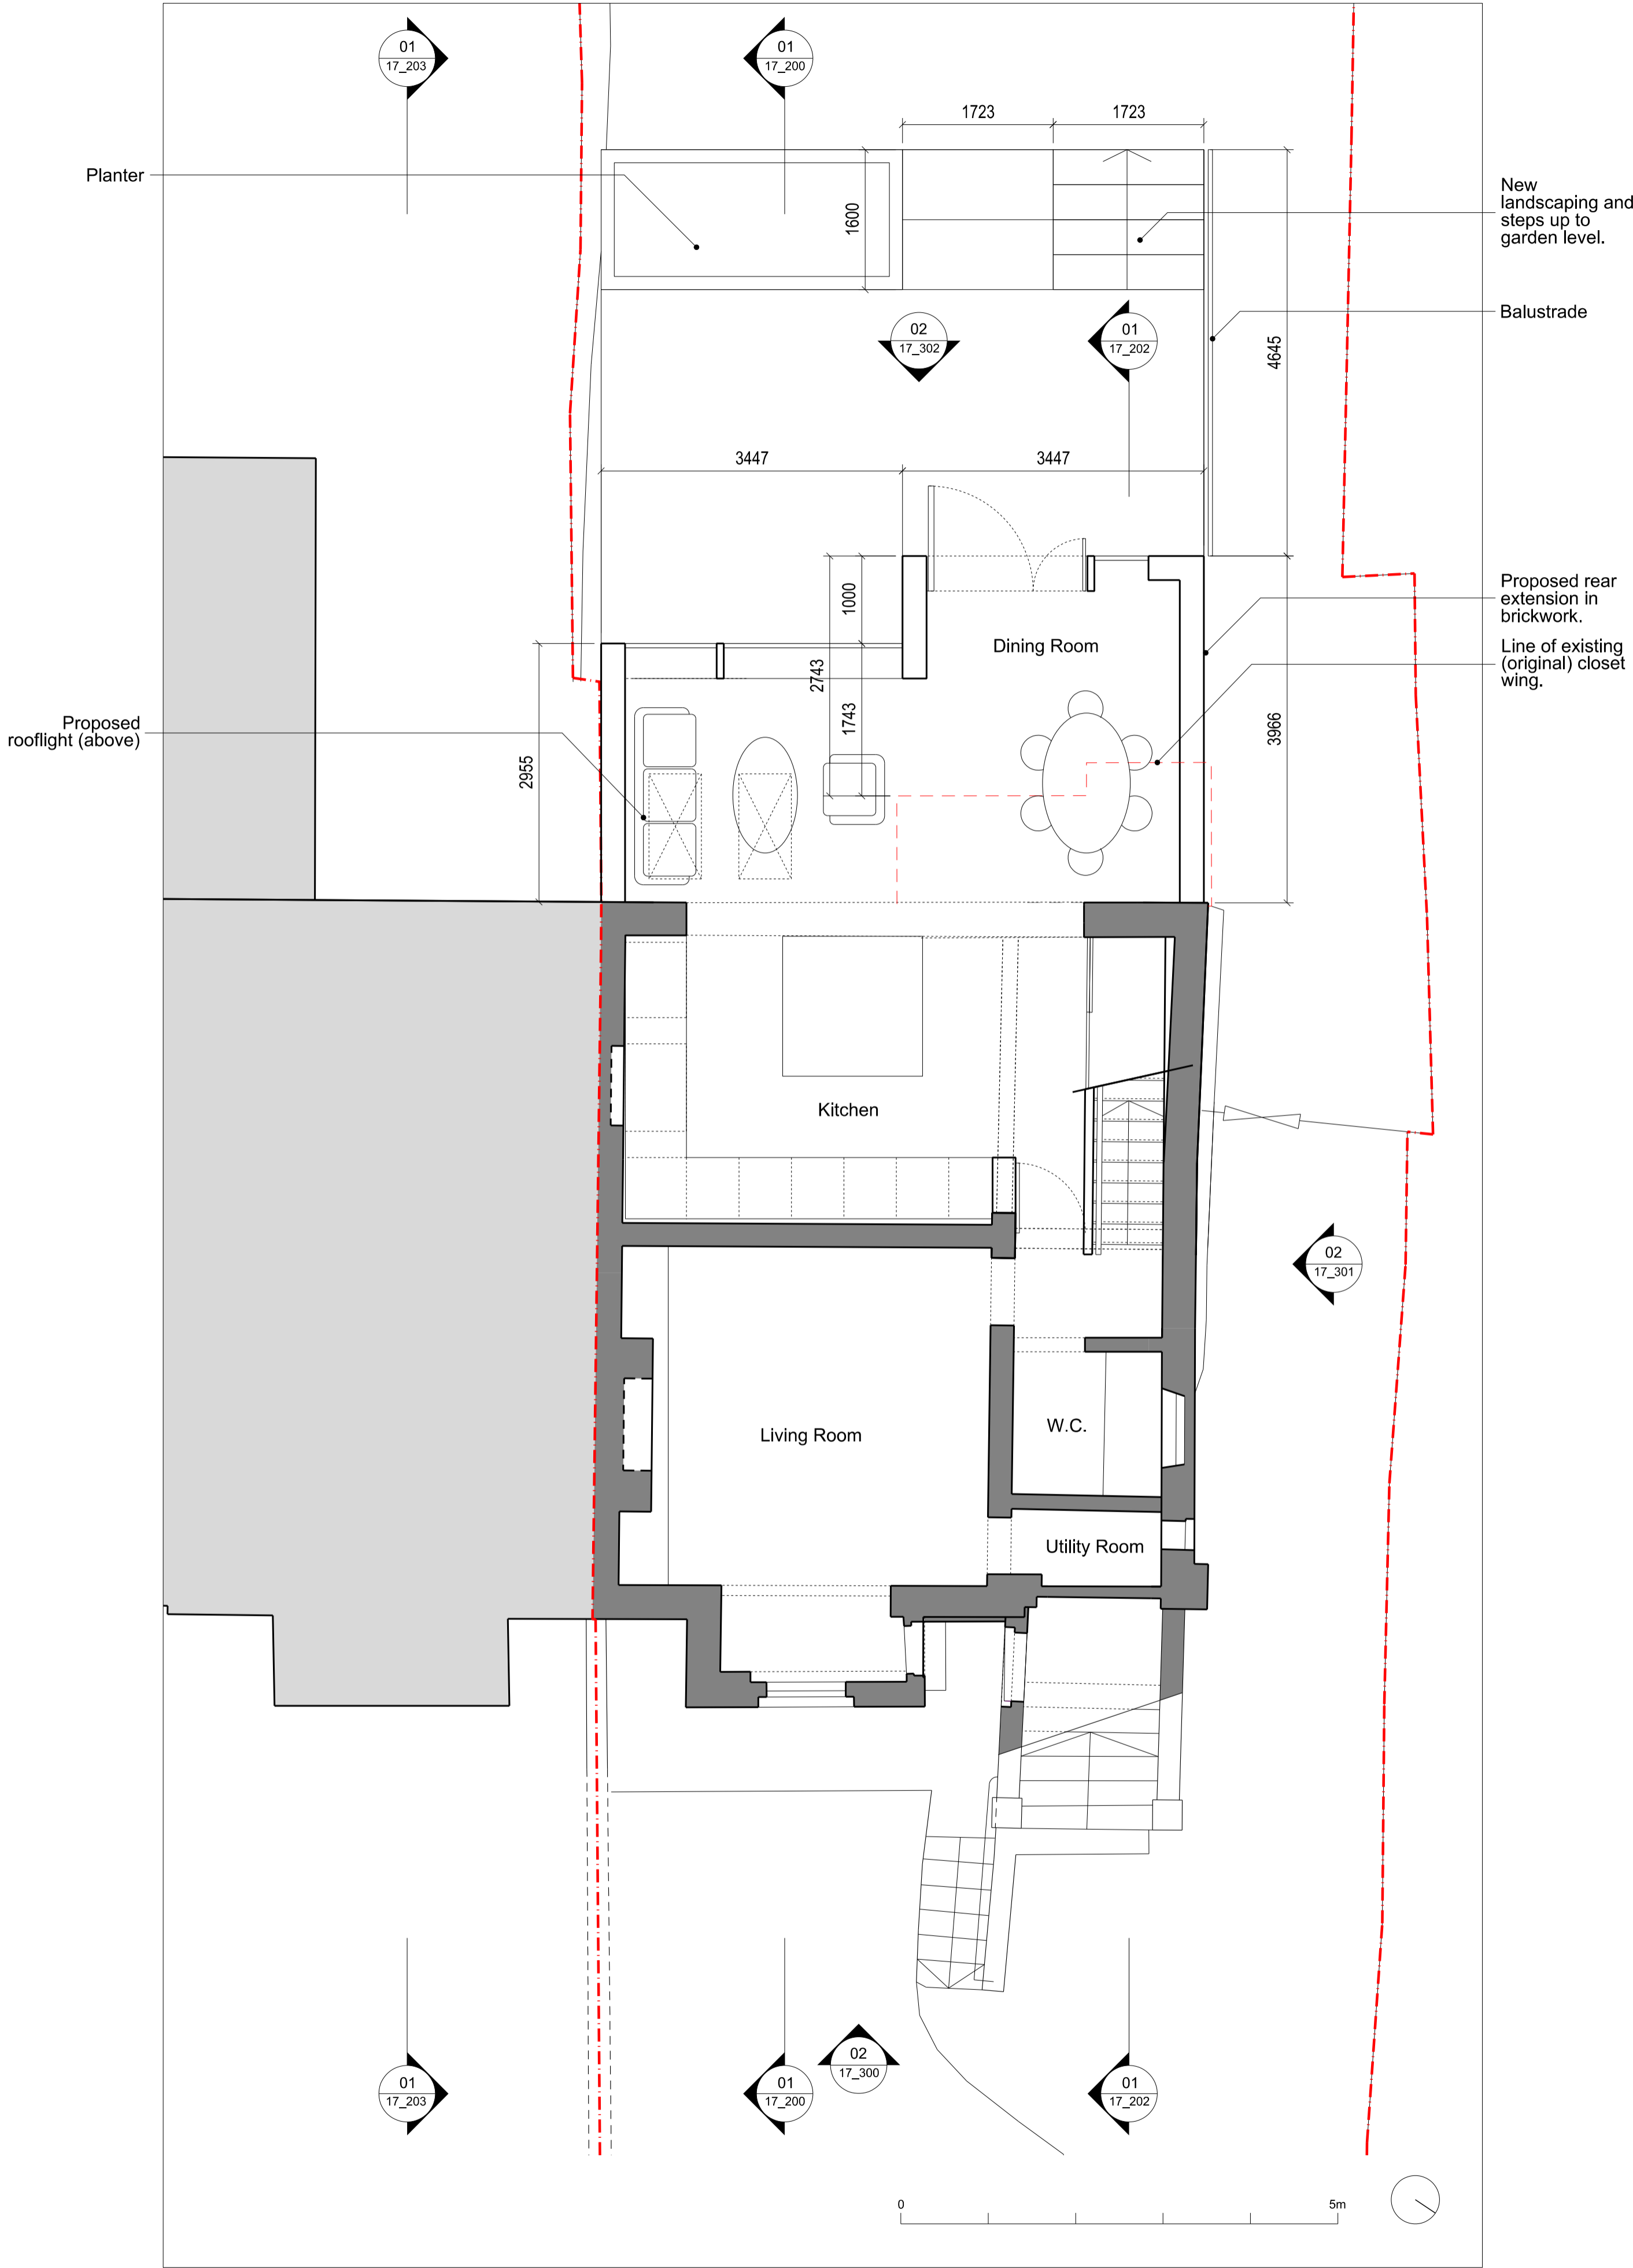 01
17_203
01
17_200
1723
1723
Planter
1600
New
landscaping and
steps up to
garden level.
Balustrade
02
17_302
01
17_202
4645
3447
3447
1000
2743
1743
2955
3966
Dining Room
Proposed rear
extension in
brickwork.
Line of existing
(original) closet
wing.
Proposed
rooflight (above)
Kitchen
02
17_301
Living Room
W.C.
Utility Room
02
17_300
01
17_203
01
17_200
01
17_202
0
5m